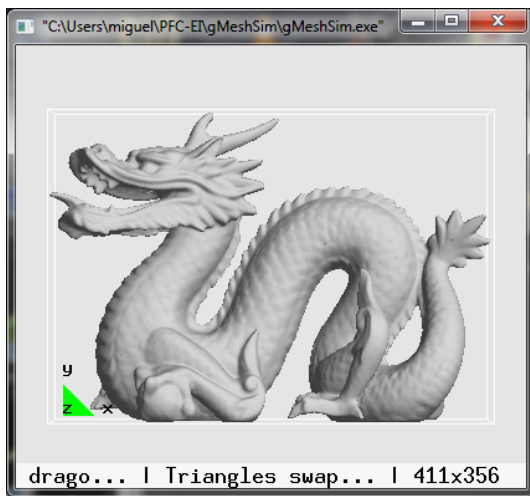 "C:\Users\miguel\PFC-EI\gMeshSim\gMeshSim.exe"
y
z x
drago... | Triangles swap... | 411x356